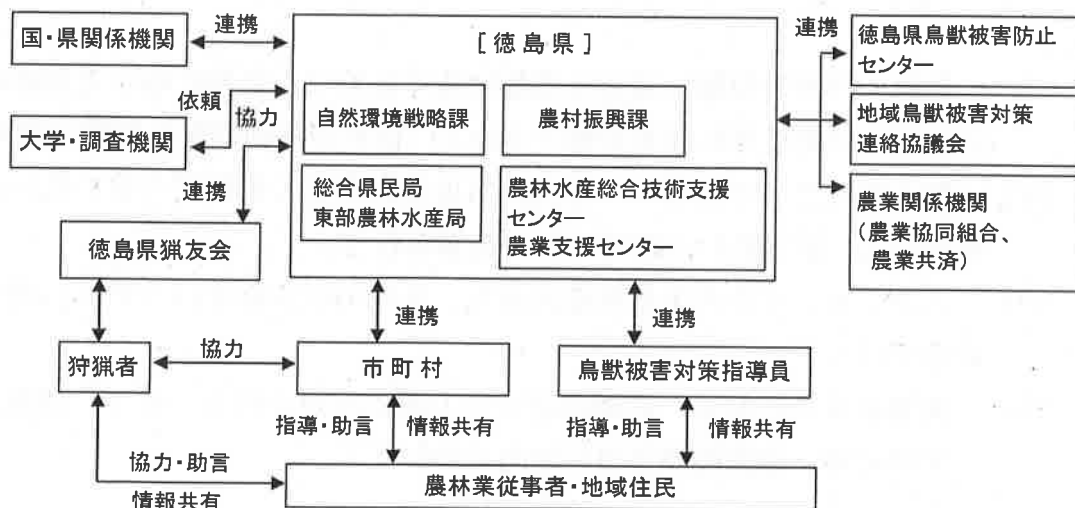 国・県関係機関
連携
[徳島県]
連携
徳島県鳥獣被害防止
センター
大学・調査機関
依頼
協力
自然環境戦略課
農村振興課
地域鳥獣被害対策
連絡協議会
連携
総合県民局
東部農林水産局
農林水産総合技術支援
センター
農業支援センター
農業関係機関
(農業協同組合、
農業共済)
徳島県猟友会
連携
連携
狩猟者
協力
市町村
鳥獣被害対策指導員
指導・助言
情報共有
指導・助言
情報共有
協力・助言
情報共有
農林業従事者・地域住民